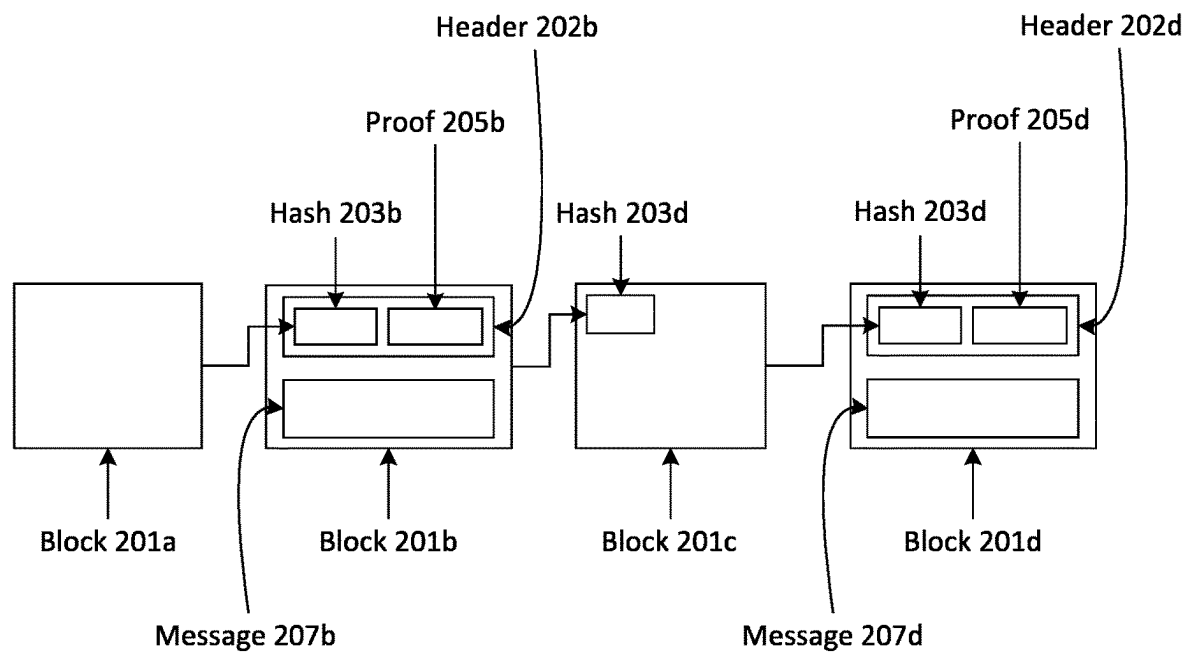 Header 202b
Header 202d
Proof 205b
Proof 205d
Hash 203b
Hash 203d
Hash 203d
Block 201a
Block 201b
Block 201c
Block 201d
Message 207b
Message 207d